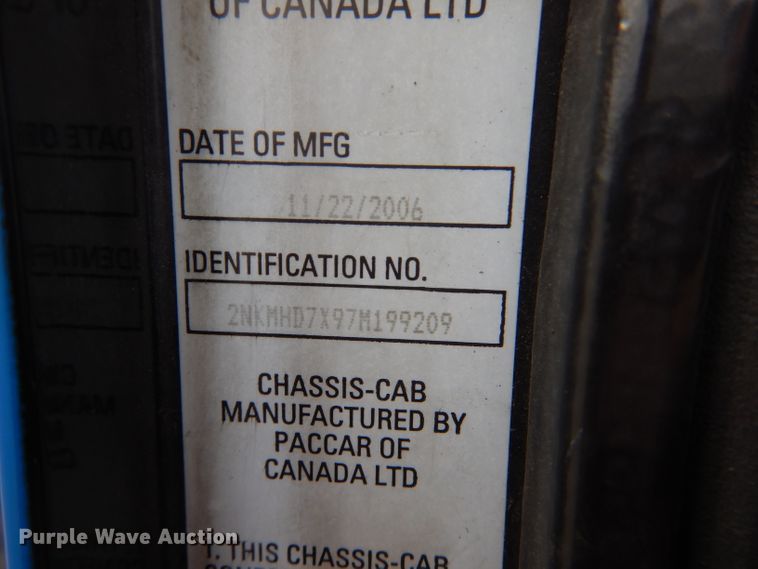 OF CANADA LTD
DATE OF MFG
11/22/2006
IDENTIFICATION NO.
2NKMHD7X97M199209
CHASSIS-CAB
MANUFACTURED BY
PACCAR OF
CANADA LTD
1. THIS CHASSIS-CAB
Purple Wave Auction